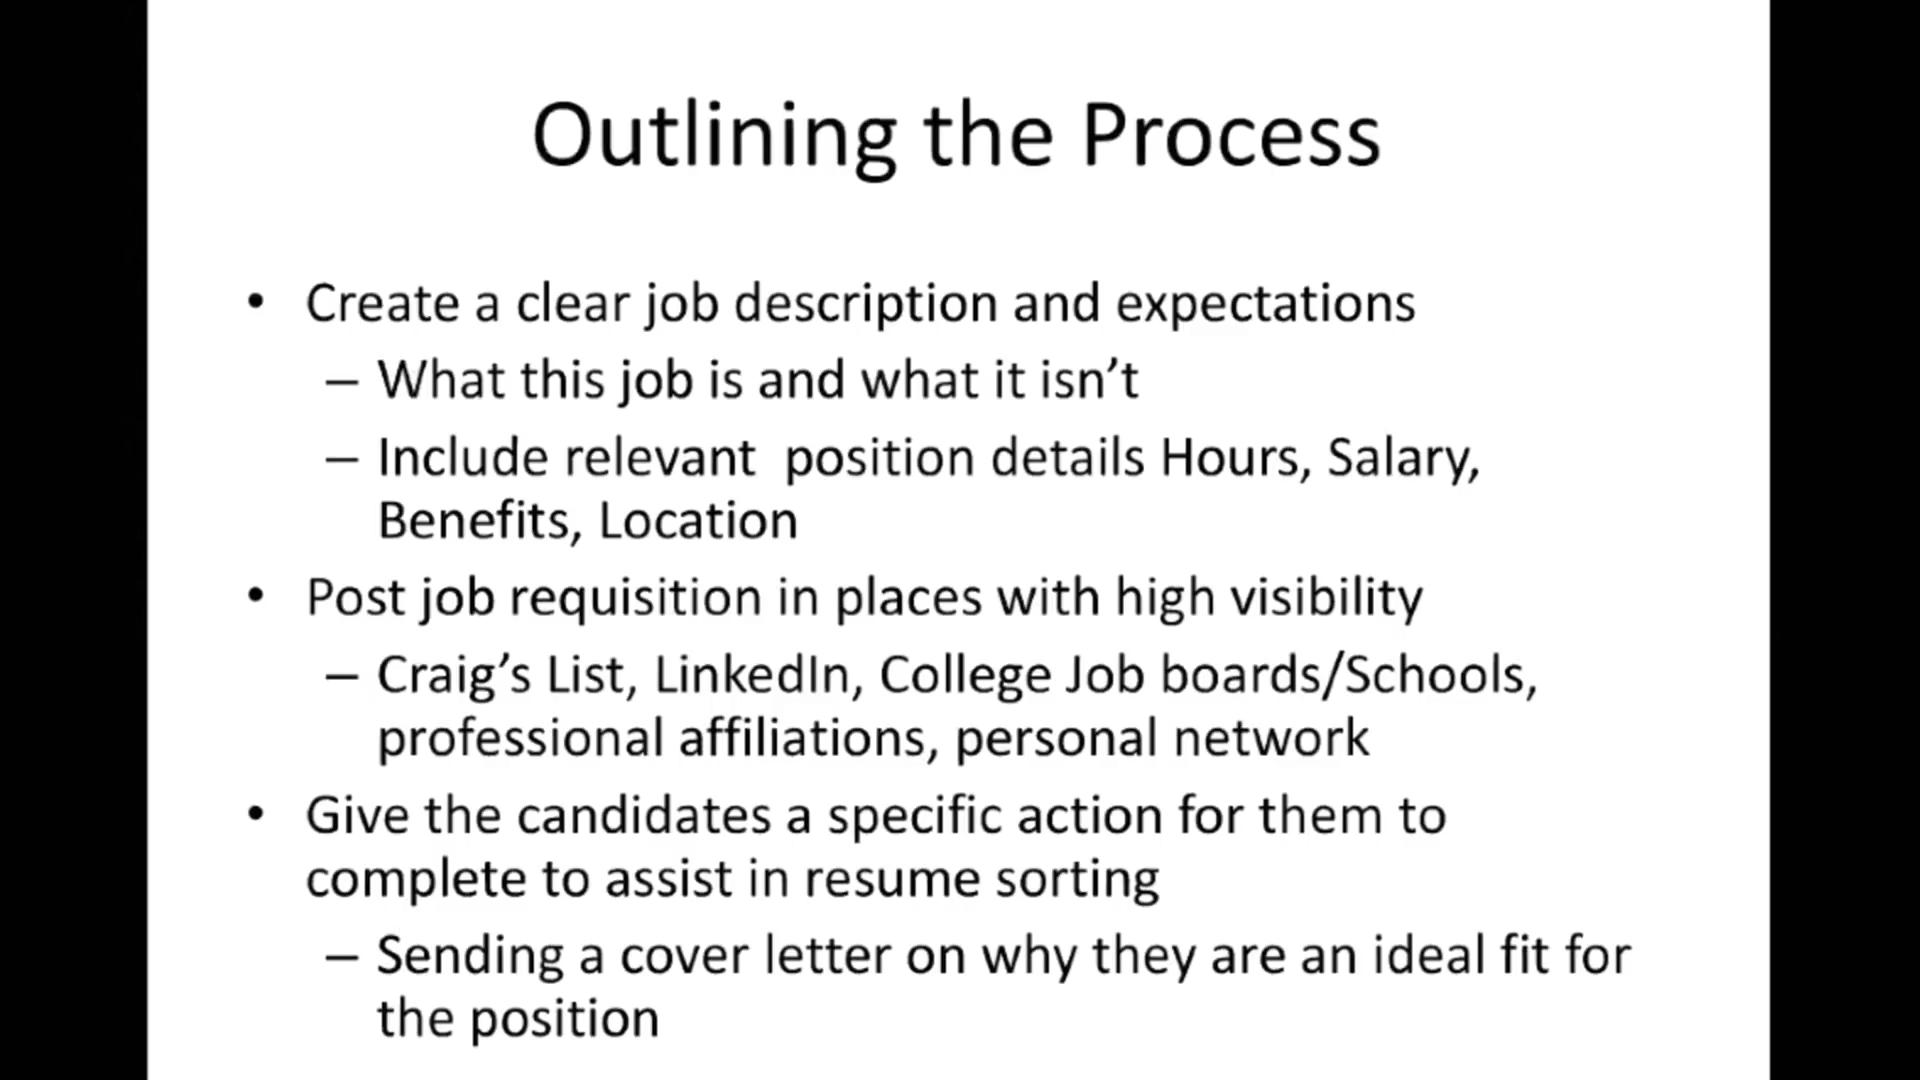 Outlining the Process
• Create a clear job description and expectations
– What this job is and what it isn’t
– Include relevant  position details Hours, Salary,
Benefits, Location
• Post job requisition in places with high visibility
– Craig’s List, LinkedIn, College Job boards/Schools,
professional affiliations, personal network
• Give the candidates a specific action for them to
complete to assist in resume sorting
– Sending a cover letter on why they are an ideal fit for
the position